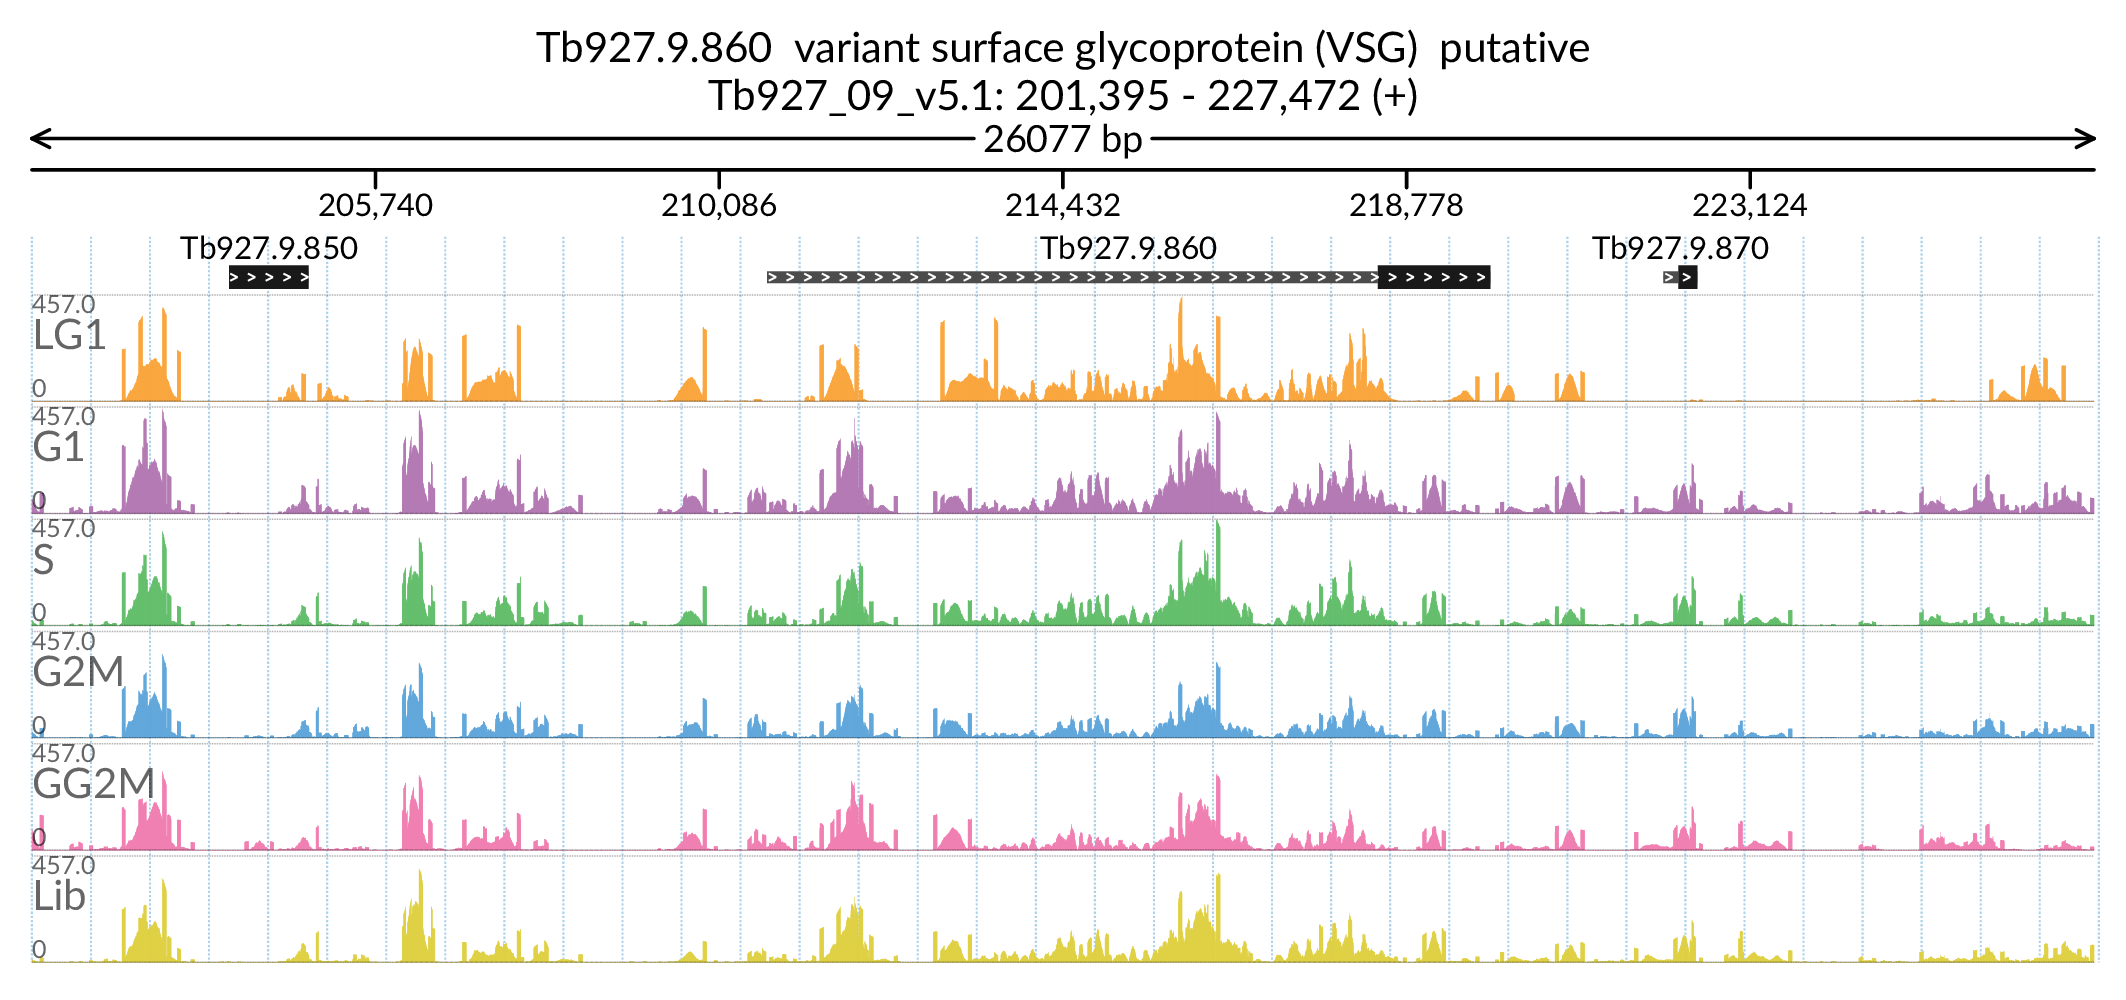 Tb927.9.860 variant surface glycoprotein (VSG) putative
Tb927_09_v5.1: 201,395 - 227,472 (+)
26077 bp
205,740 210,086 214,432 218,778 223,124
Tb927.9.850 Tb927.9.860 Tb927.9.870
457.0
LG1
0
457.0
G1
0
457.0
S
0
457.0
G2M
0
457.0
GG2M
0
457.0
Lib
0